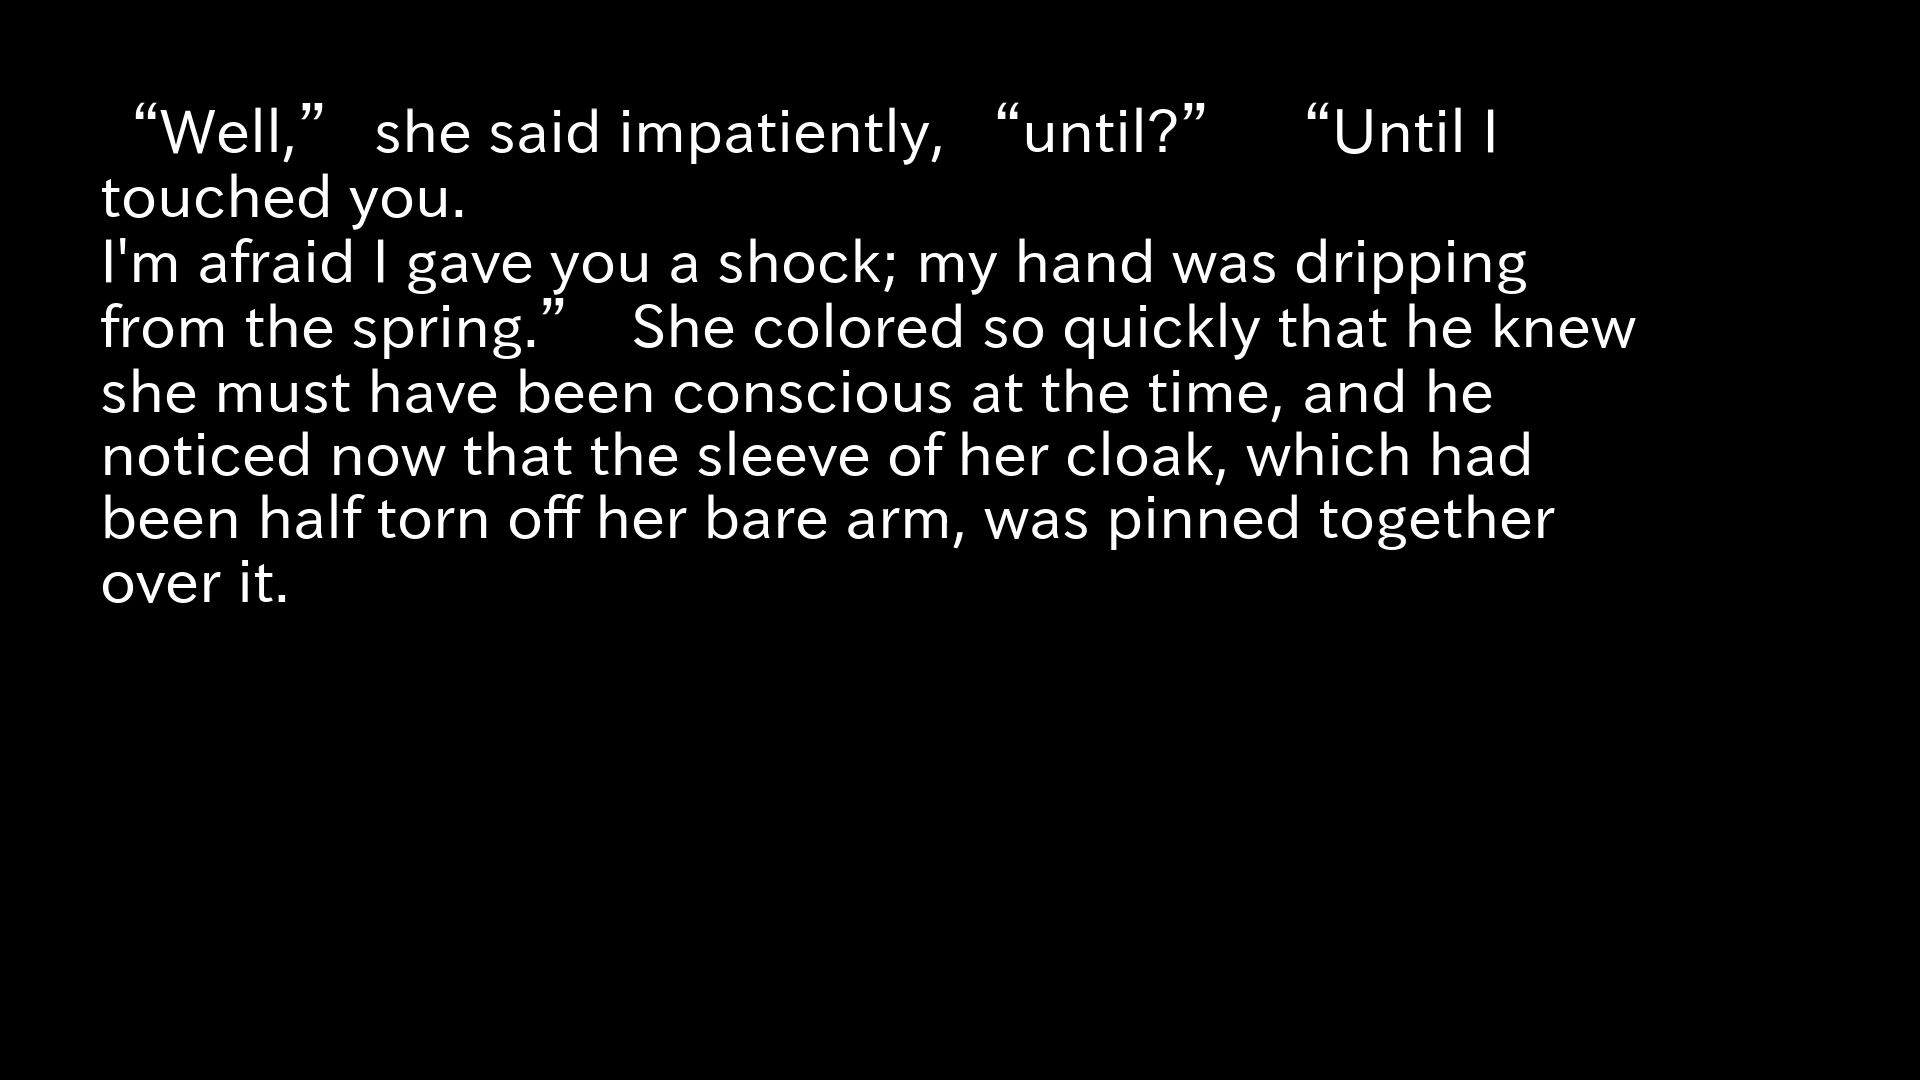 “Well,” she said impatiently, “until?” “Until I
touched you.
I'm afraid I gave you a shock; my hand was dripping
from the spring.” She colored so quickly that he knew
she must have been conscious at the time, and he
noticed now that the sleeve of her cloak, which had
been half torn off her bare arm, was pinned together
over it.